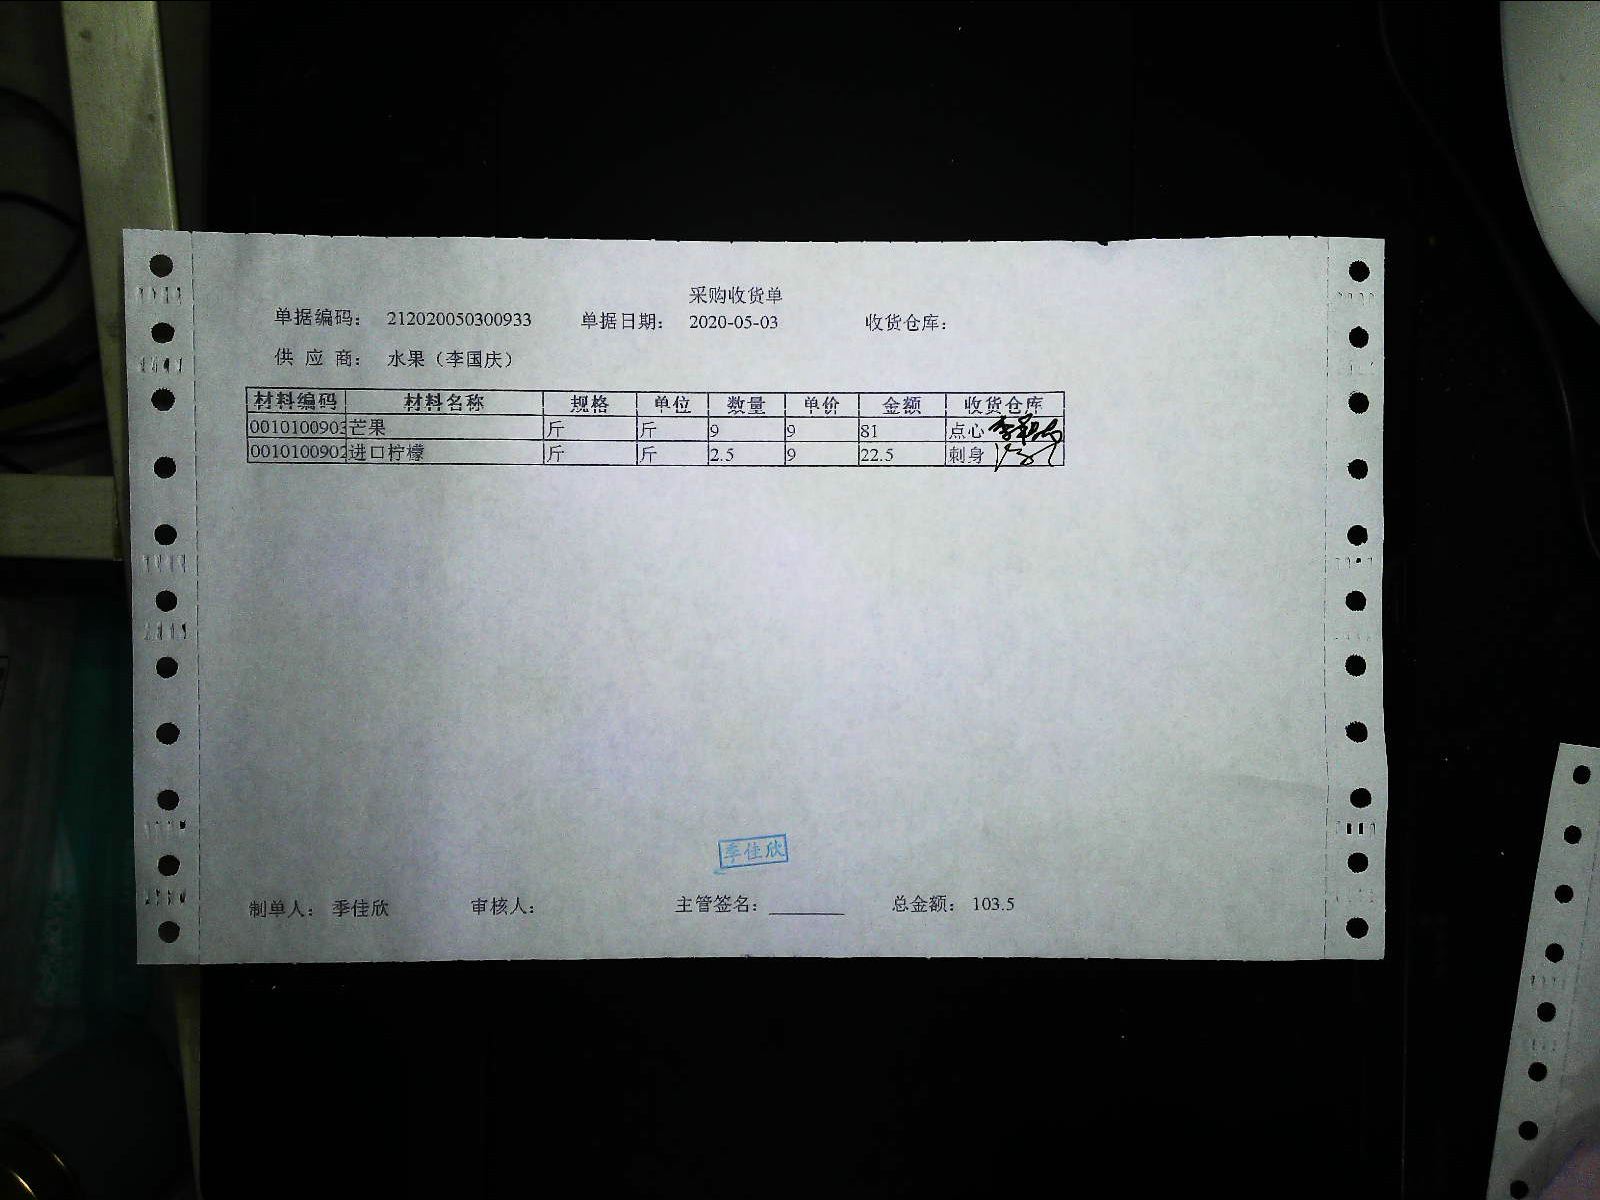 采购收货单
单据编码： 212020050300933 单据日期： 2020-05-03 收货仓库：
供 应 商： 水果（李国庆）
材料编码 材料名称 规格 单位 数量 单价 金额 收货仓库
0010100903 芒果 斤 斤 9 9 81 点心
0010100902 进口柠檬 斤 斤 2.5 9 22.5 刺身
季佳欣
制单人： 季佳欣 审核人： 主管签名： 总金额： 103.5